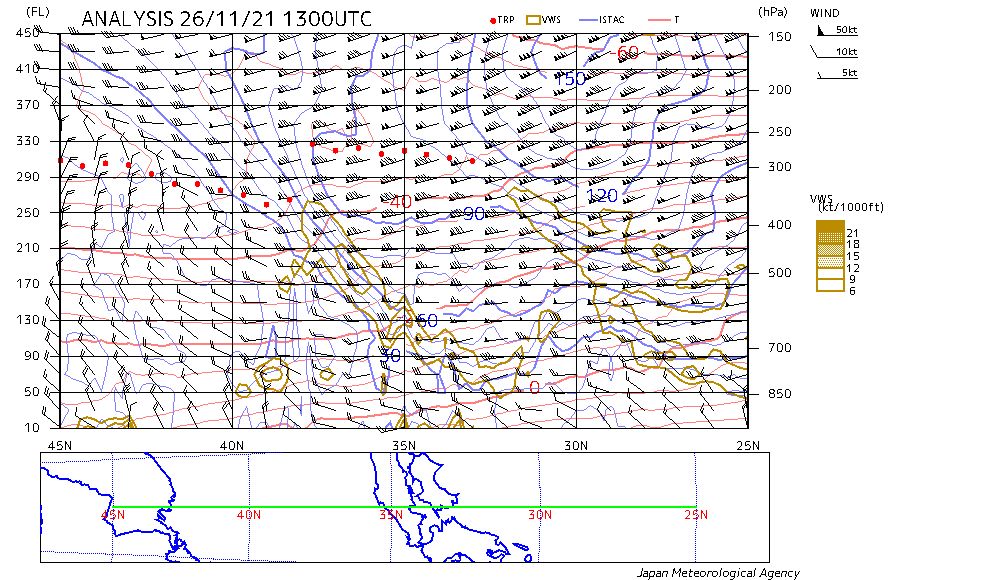 (FL) ANALYSIS 26/11/21 1300UTC TRP VWS ISTAC T (hPa) WIND
450 150
50kt
10kt
5kt
410
370 200
330 250
290 300
250 400
210
170 500
130
90 700
50 850
10
-60
150
-40
120
90
60
30
0
VWS
(kt/1000ft)
21
18
15
12
9
6
45N 40N 35N 30N 25N
45N 40N 35N 30N 25N
Japan Meteorological Agency